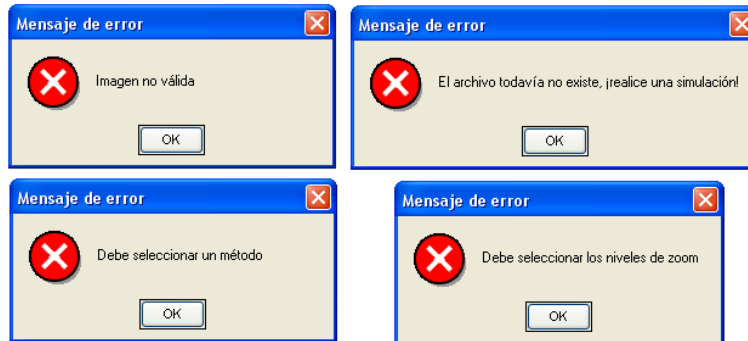 Mensaje de error
Imagen no válida
OK
Mensaje de error
El archivo todavía no existe, ¡realice una simulación!
OK
Mensaje de error
Debe seleccionar un método
OK
Mensaje de error
Debe seleccionar los niveles de zoom
OK